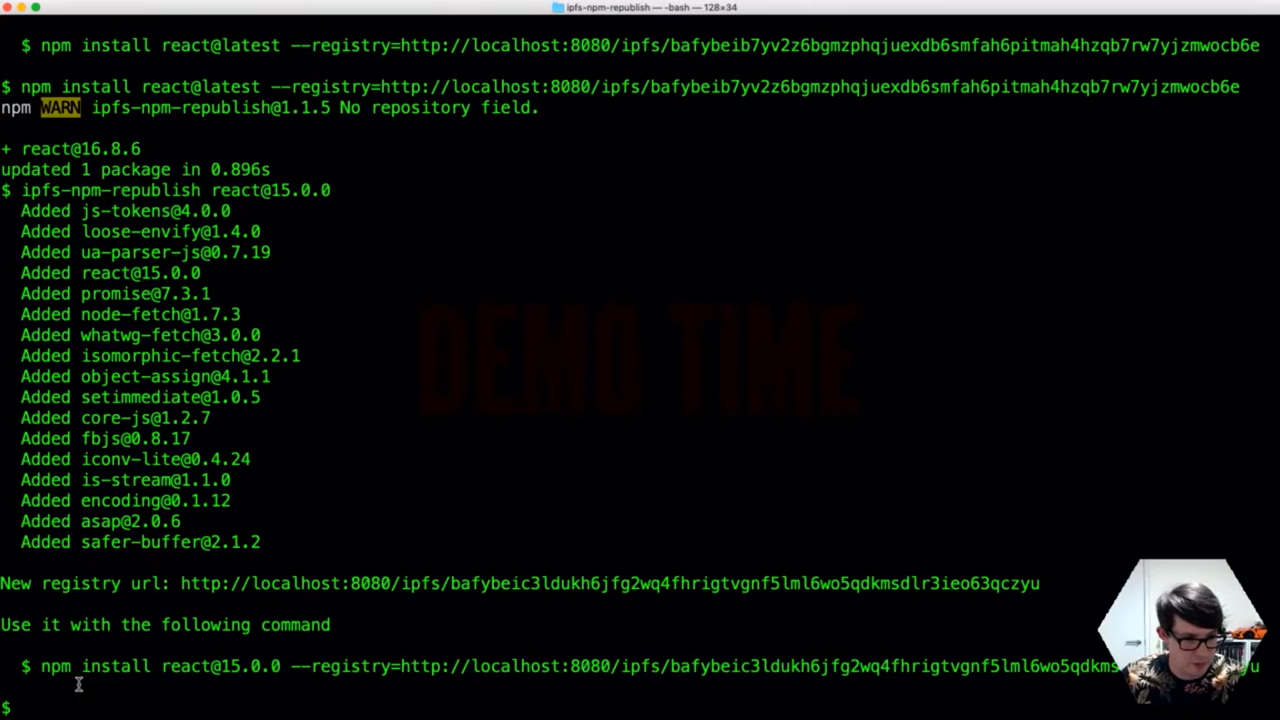 ipfs-npm-republish — -bash — 128×34
$ npm install react@latest --registry=http://localhost:8080/ipfs/bafybeib7yv2z6bgmzphqjuexdb6smfah6pitmah4hzqb7rw7yjzmwocb6e
$ npm install react@latest --registry=http://localhost:8080/ipfs/bafybeib7yv2z6bgmzphqjuexdb6smfah6pitmah4hzqb7rw7yjzmwocb6e
npm WARN ipfs-npm-republish@1.1.5 No repository field.
+ react@16.8.6
updated 1 package in 0.896s
$ ipfs-npm-republish react@15.0.0
Added js-tokens@4.0.0
Added loose-envify@1.4.0
Added ua-parser-js@0.7.19
Added react@15.0.0
Added promise@7.3.1
Added node-fetch@1.7.3
Added whatwg-fetch@3.0.0
Added isomorphic-fetch@2.2.1
Added object-assign@4.1.1
Added setimmediate@1.0.5
Added core-js@1.2.7
Added fbjs@0.8.17
Added iconv-lite@0.4.24
Added is-stream@1.1.0
Added encoding@0.1.12
Added asap@2.0.6
Added safer-buffer@2.1.2
DEMO TIME
New registry url: http://localhost:8080/ipfs/bafybeic3ldukh6jfg2wq4fhrigtvgnf5lml6wo5qdkmsdlr3ieo63qczyu
Use it with the following command
$ npm install react@15.0.0 --registry=http://localhost:8080/ipfs/bafybeic3ldukh6jfg2wq4fhrigtvgnf5lml6wo5qdkms yu
$